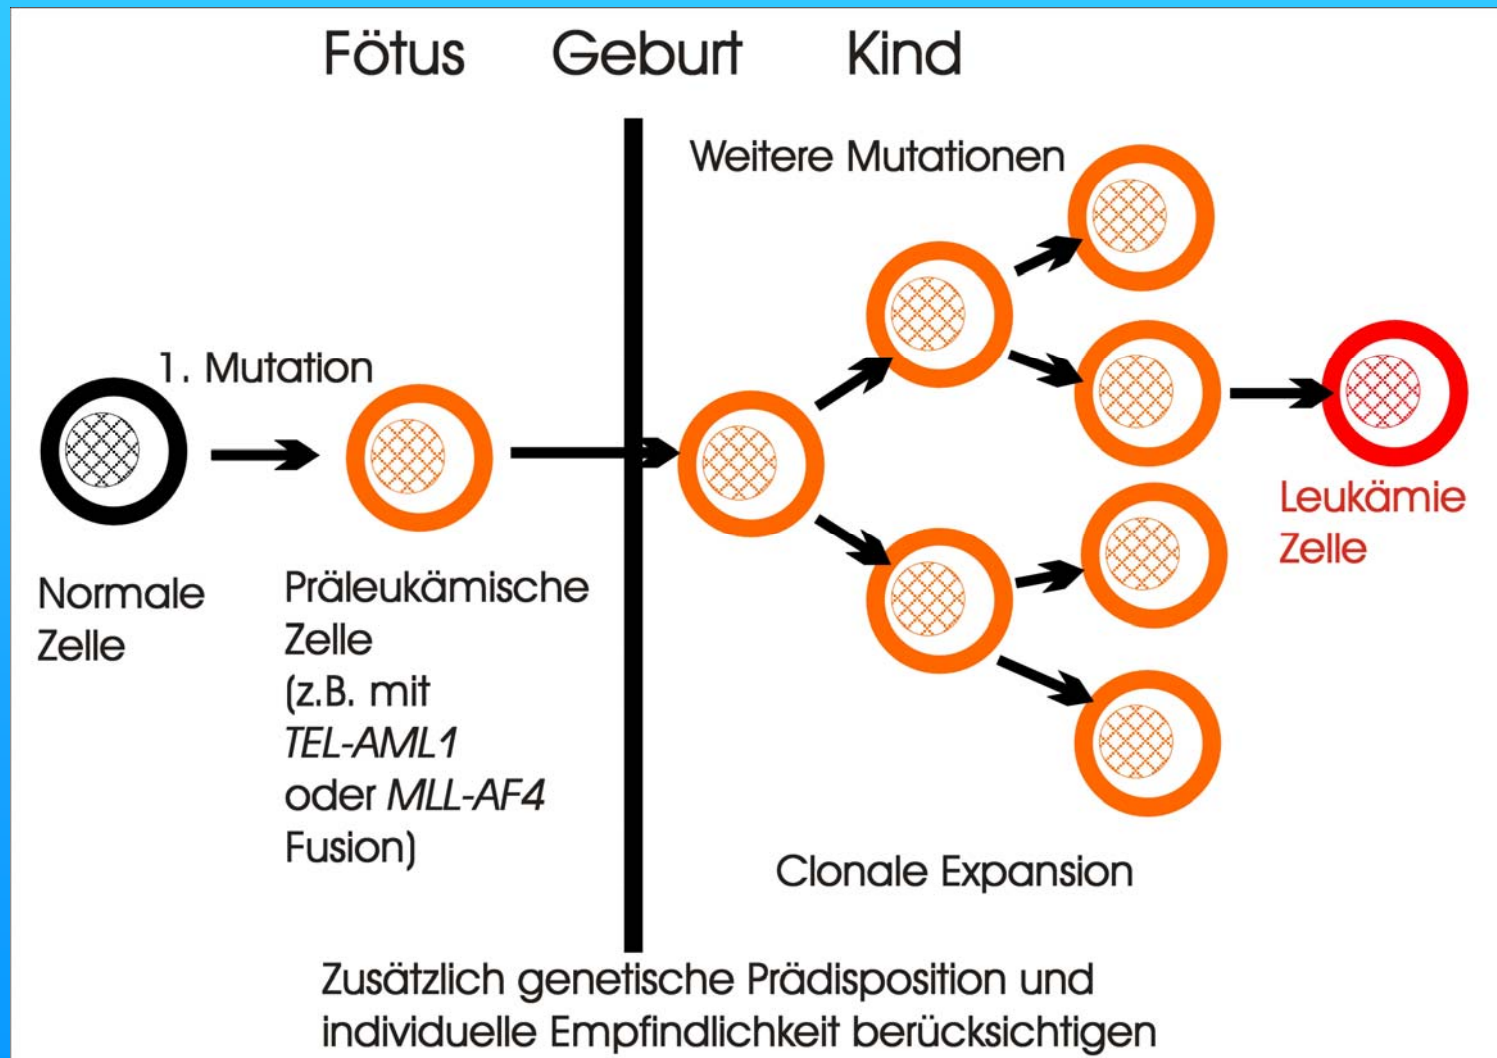 Fötus Geburt Kind
Weitere Mutationen
1. Mutation
Normale
Zelle
Präleukämische
Zelle
(z.B. mit
TEL-AML1
oder MLL-AF4
Fusion)
Leukämie
Zelle
Clonale Expansion
Zusätzlich genetische Prädisposition und
individuelle Empfindlichkeit berücksichtigen